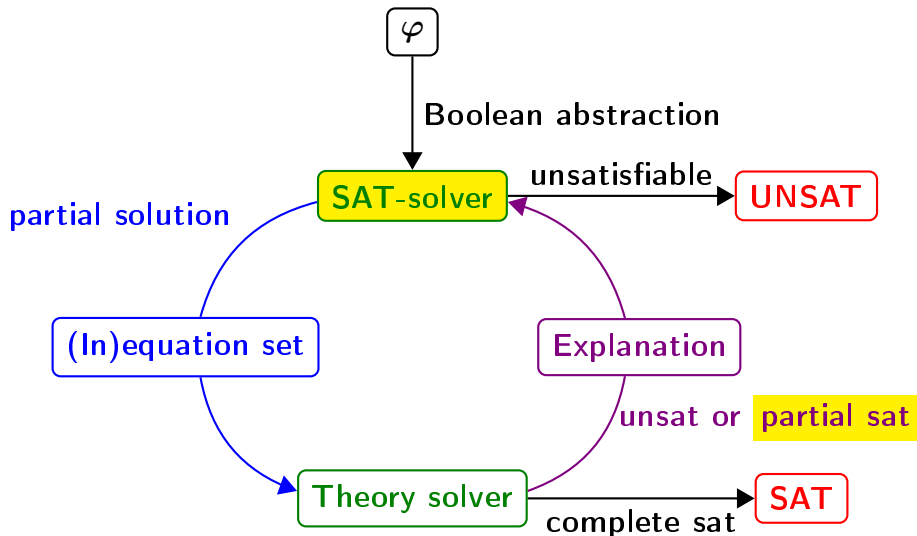 φ
Boolean abstraction
SAT-solver
unsatisfiable
UNSAT
partial solution
(In)equation set
Explanation
unsat or partial sat
Theory solver
complete sat
SAT